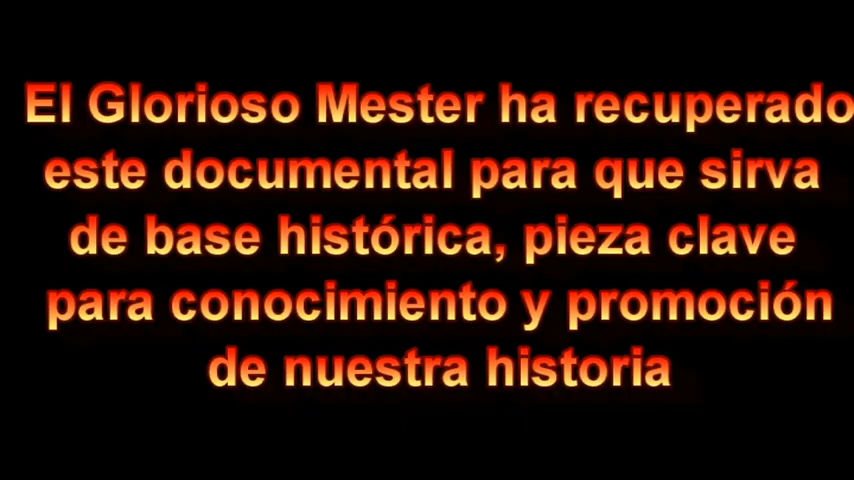 El Glorioso Mester ha recuperado
este documental para que sirva
de base histórica, pieza clave
para conocimiento y promoción
de nuestra historia